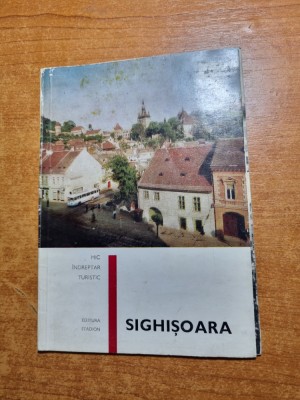 MIC
ÎNDREPTAR
TURISTIC
EDITURA
STADION
SIGHIȘOARA